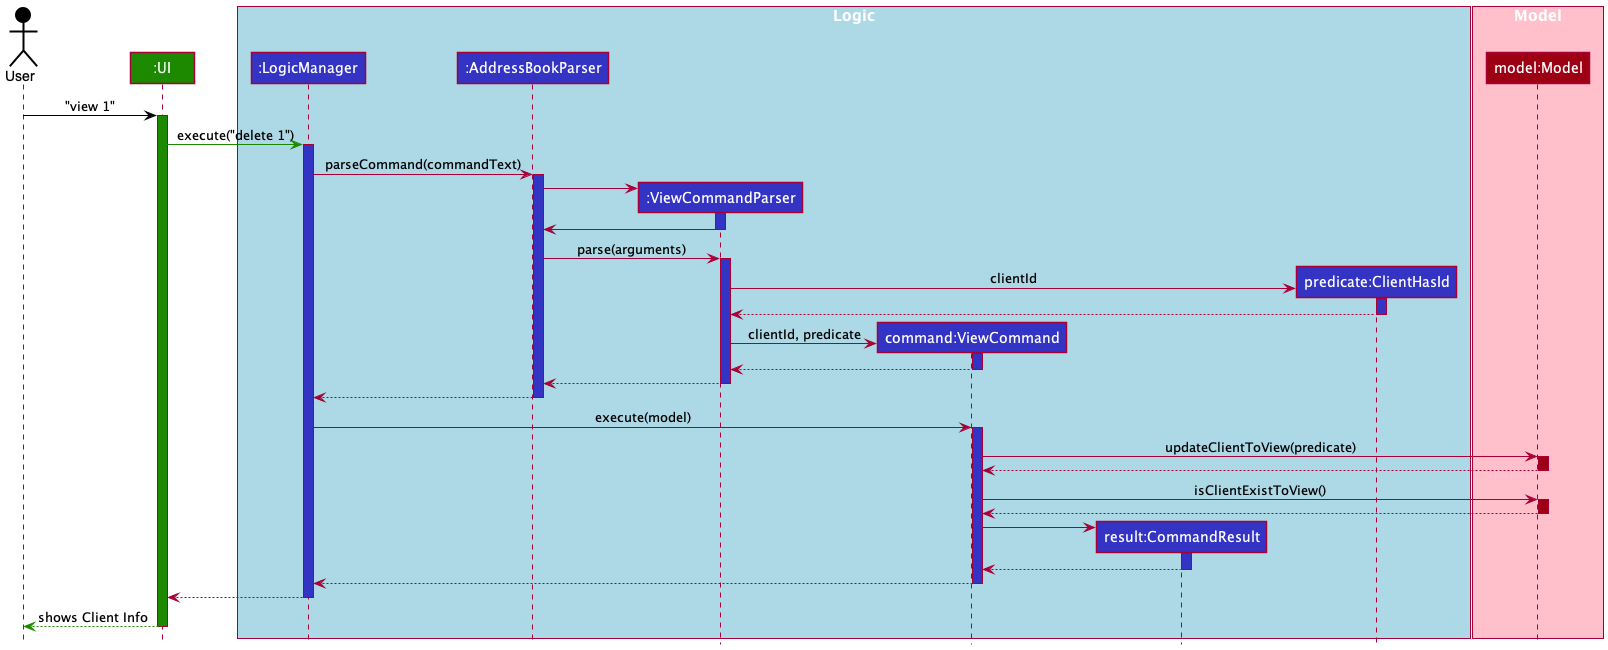 Logic
Model
User
:UI
:LogicManager
:AddressBookParser
model:Model
"view 1"
execute("delete 1")
parseCommand(commandText)
:ViewCommandParser
parse(arguments)
clientId
predicate:ClientHasId
clientId, predicate
command:ViewCommand
execute(model)
updateClientToView(predicate)
isClientExistToView()
result:CommandResult
shows Client Info